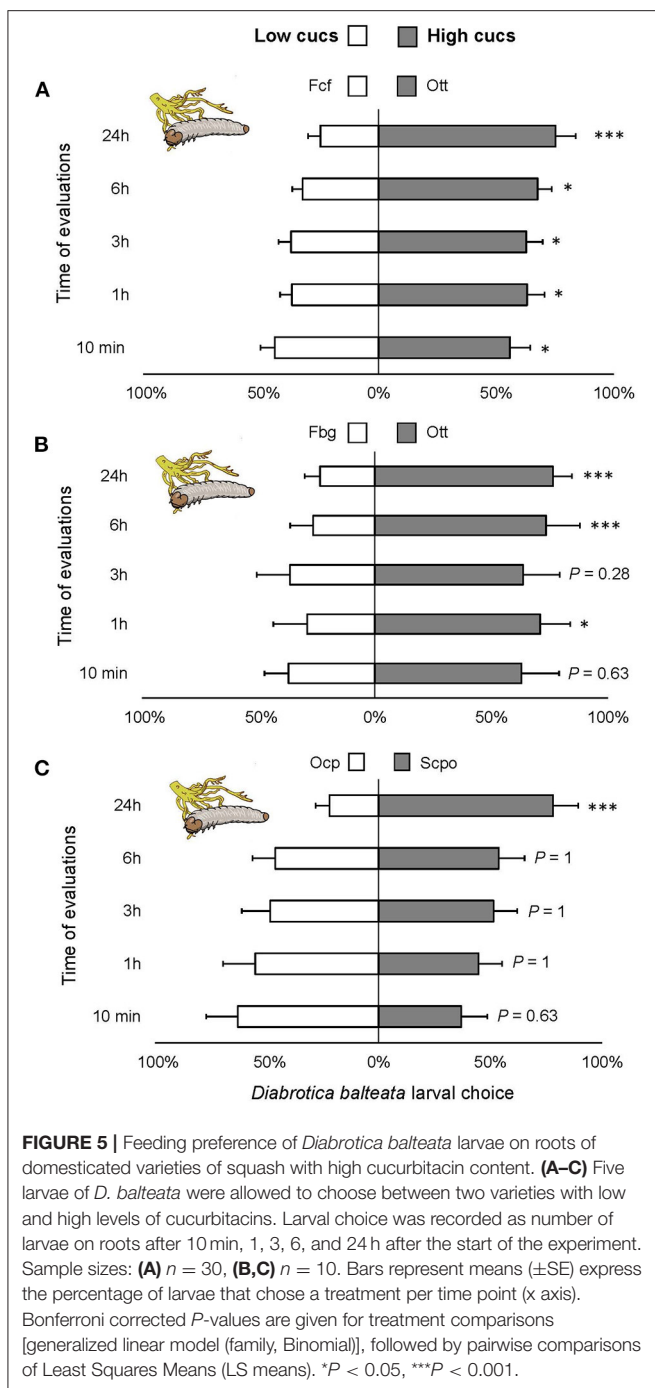 Low cucs High cucs
A
Fcf Ott
Time of evaluations
24h ***
6h *
3h *
1h *
10 min *
100% 50% 0% 50% 100%
Fbg Ott
B
Time of evaluations
24h ***
6h ***
3h P = 0.28
1h *
10 min P = 0.63
100% 50% 0% 50% 100%
C Ocp Scpo
Time of evaluations
24h ***
6h P = 1
3h P = 1
1h P = 1
10 min P = 0.63
100% 50% 0% 50% 100%
Diabrotica balteata larval choice
FIGURE 5 | Feeding preference of Diabrotica balteata larvae on roots of
domesticated varieties of squash with high cucurbitacin content. (A–C) Five
larvae of D. balteata were allowed to choose between two varieties with low
and high levels of cucurbitacins. Larval choice was recorded as number of
larvae on roots after 10 min, 1, 3, 6, and 24 h after the start of the experiment.
Sample sizes: (A) n = 30, (B,C) n = 10. Bars represent means (±SE) express
the percentage of larvae that chose a treatment per time point (x axis).
Bonferroni corrected P-values are given for treatment comparisons
[generalized linear model (family, Binomial)], followed by pairwise comparisons
of Least Squares Means (LS means). *P < 0.05, ***P < 0.001.